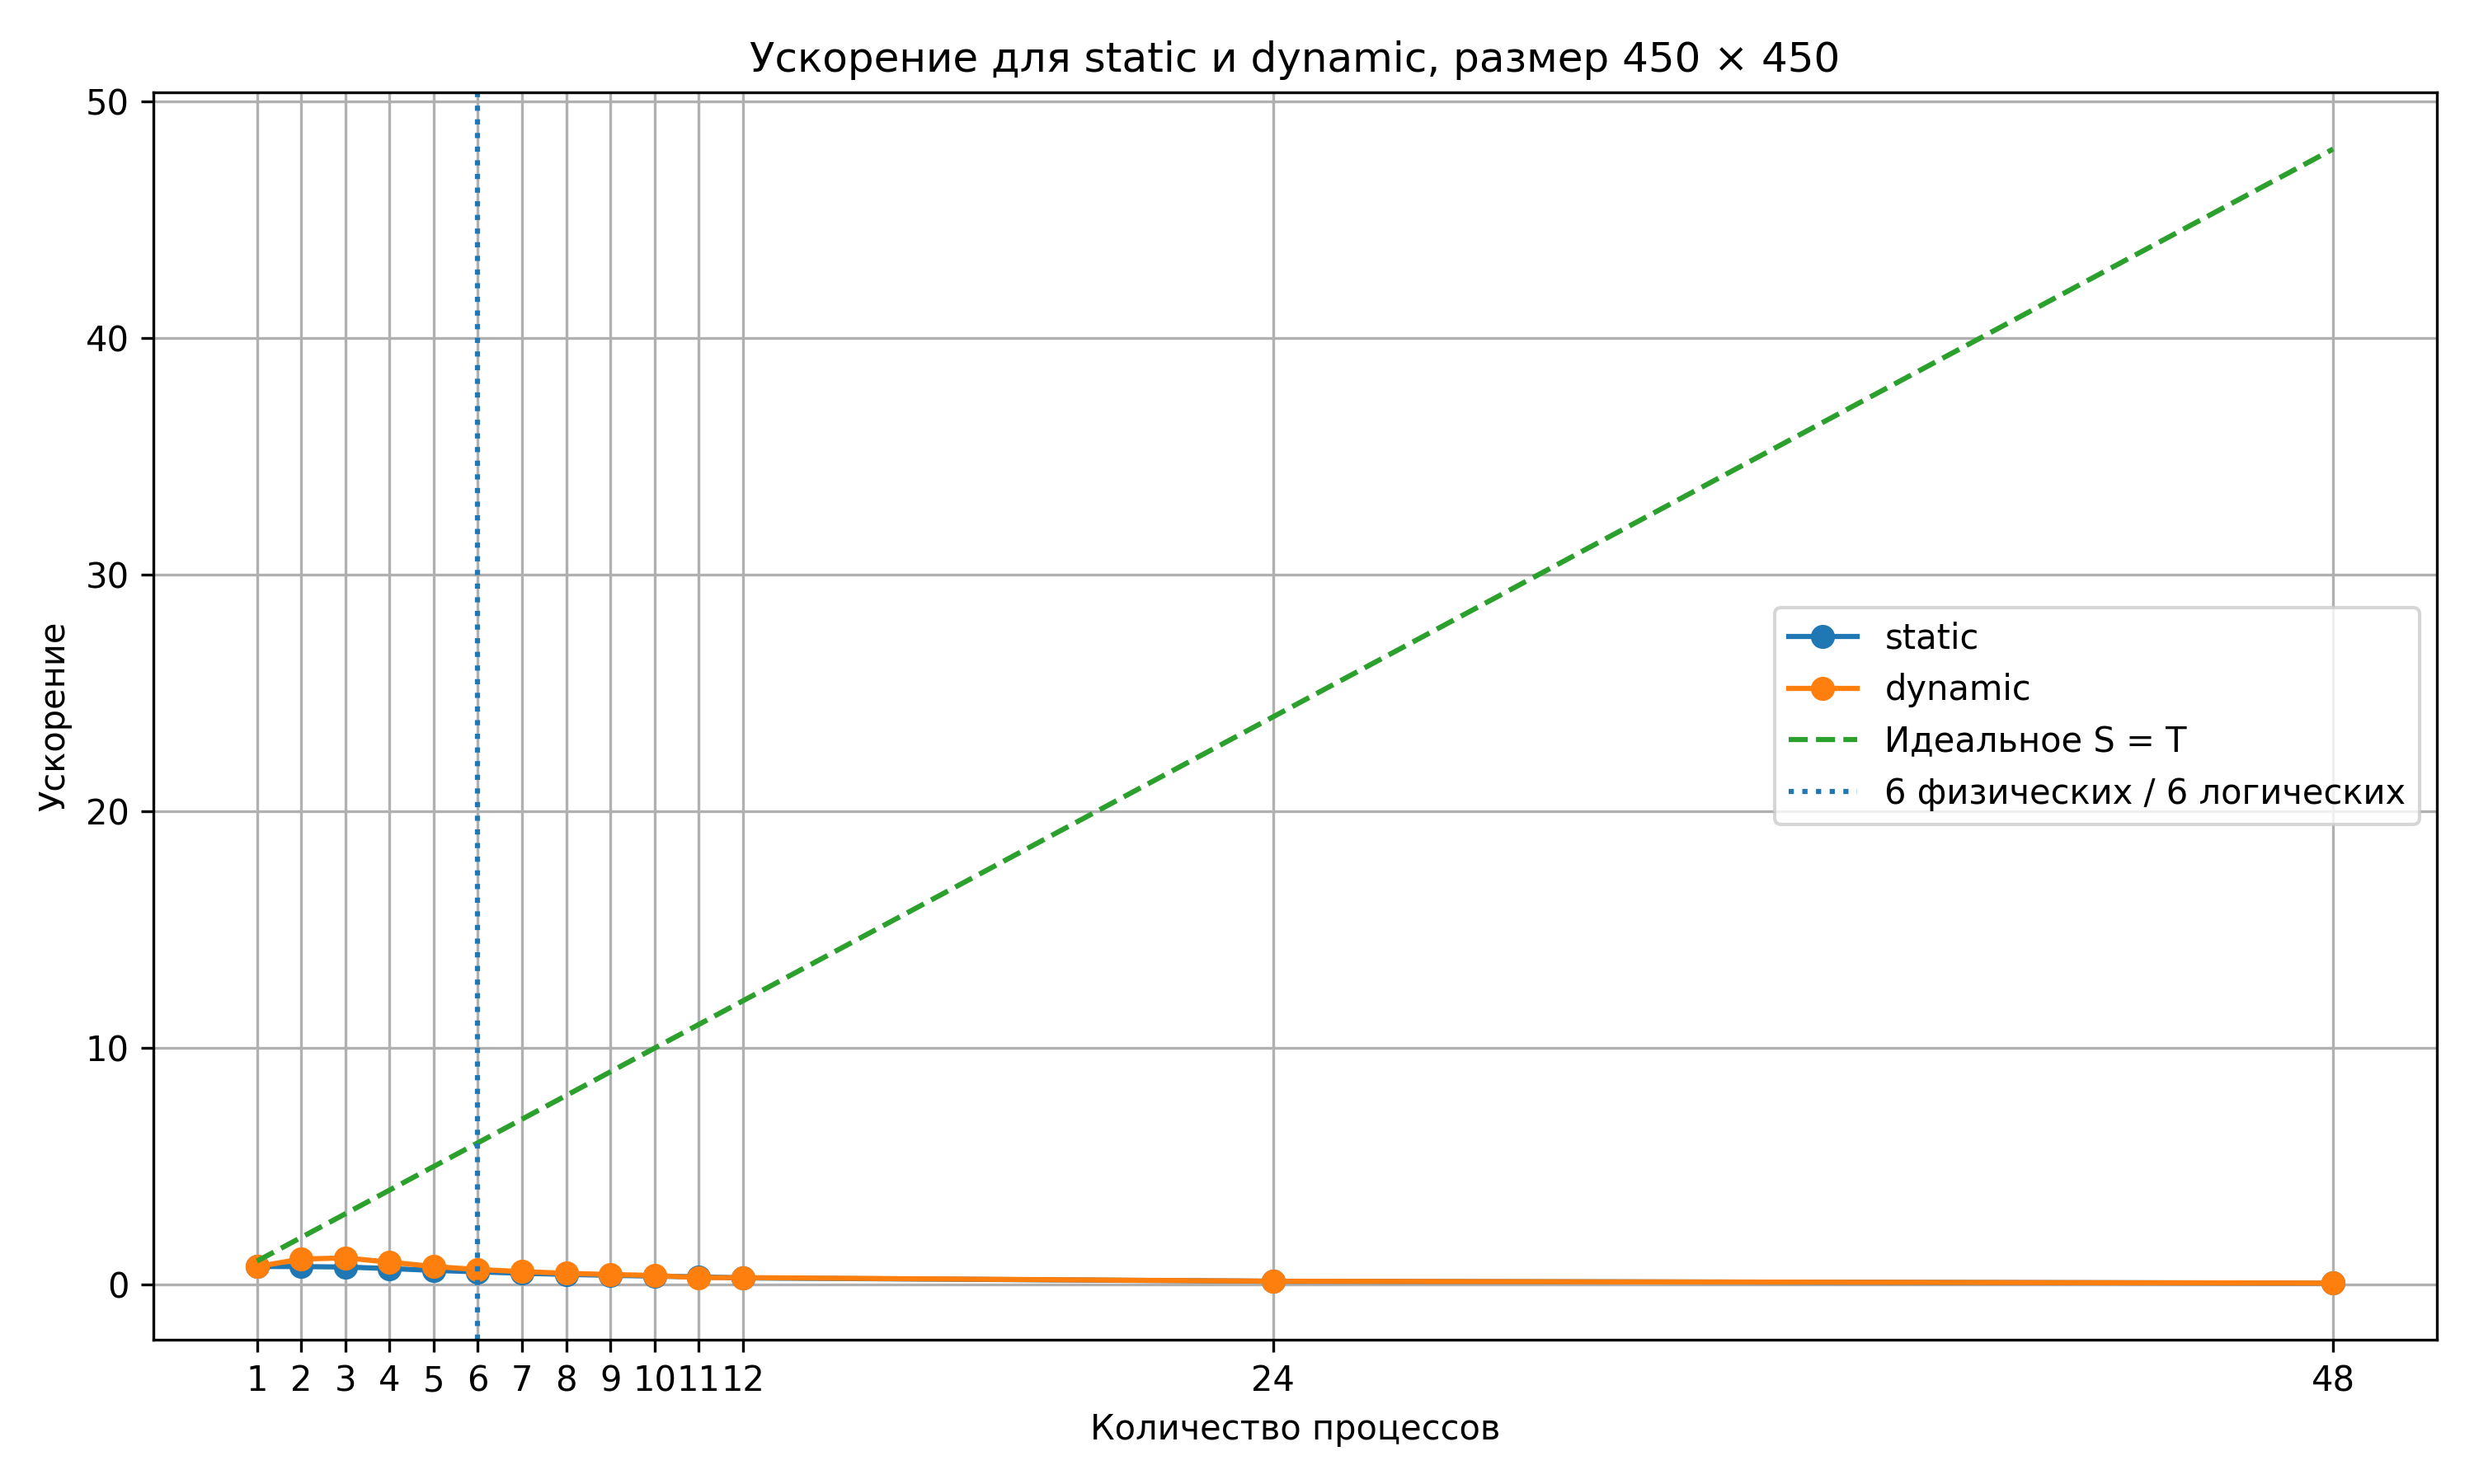 Ускорение для static и dynamic, размер 450 × 450
50
40
30
20
10
0
Ускорение
static
dynamic
Идеальное S = T
6 физических / 6 логических
1 2 3 4 5 6 7 8 9 10 11 12 24 48
Количество процессов